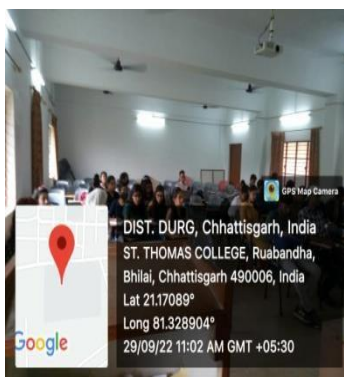 GPS Map Camera
DIST. DURG, Chhattisgarh, India
ST. THOMAS COLLEGE, Ruabandha,
Bhilai, Chhattisgarh 490006, India
Lat 21.17089°
Long 81.328904°
29/09/22 11:02 AM GMT +05:30
Google